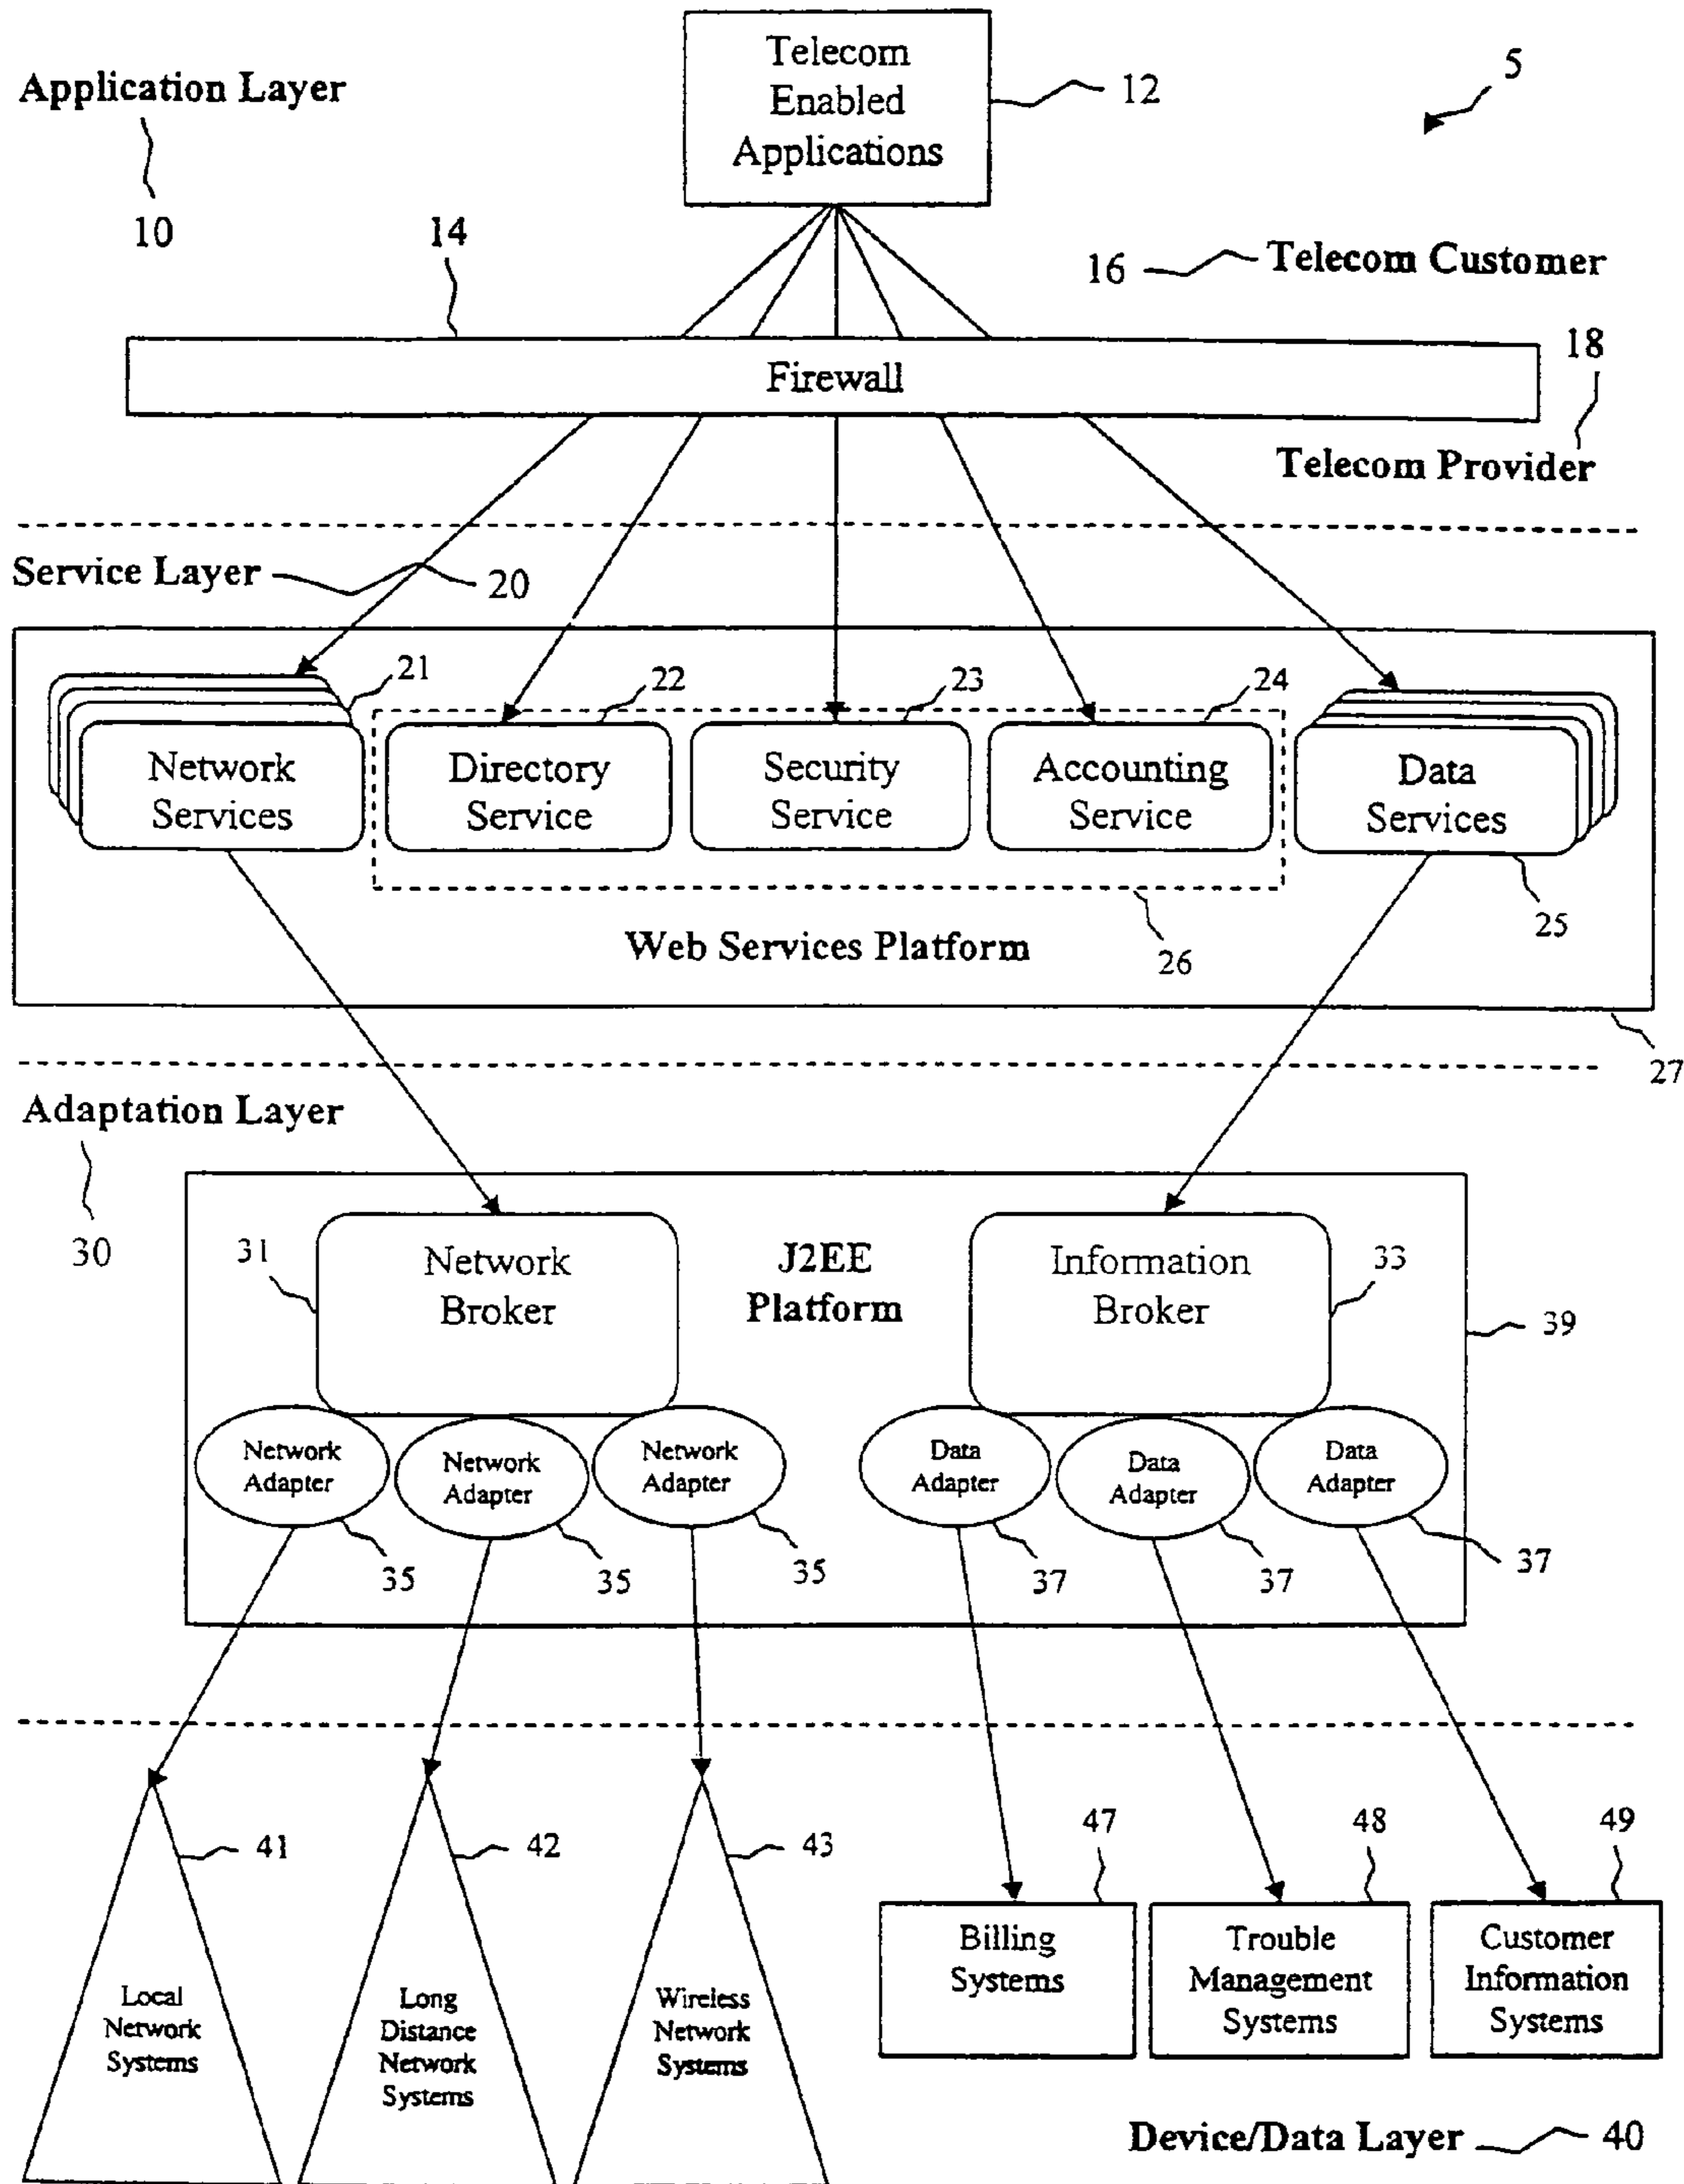 Telecom
Enabled
Applications
12
5
Application Layer
10
14
16
Telecom Customer
Firewall
18
Telecom Provider
Service Layer
20
21
22
23
24
Network
Services
Directory
Service
Security
Service
Accounting
Service
Data
Services
25
Web Services Platform
26
27
Adaptation Layer
30
31
Network
Broker
J2EE
Platform
Information
Broker
33
39
Network
Adapter
Network
Adapter
Network
Adapter
Data
Adapter
Data
Adapter
Data
Adapter
35
35
35
37
37
37
41
42
43
47
48
49
Local
Network
Systems
Long
Distance
Network
Systems
Wireless
Network
Systems
Billing
Systems
Trouble
Management
Systems
Customer
Information
Systems
Device/Data Layer
40